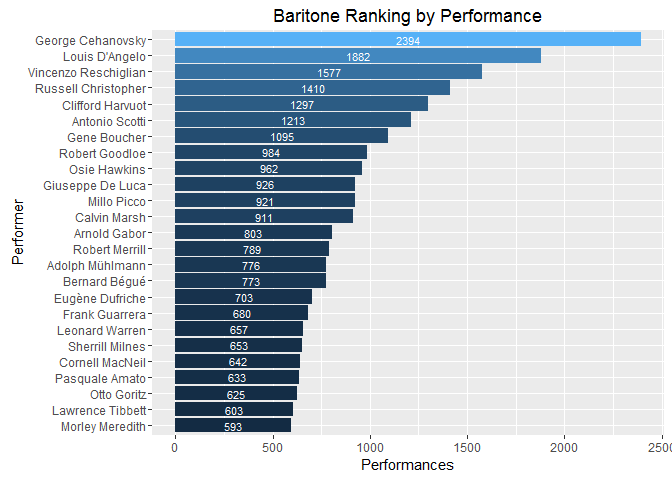 Baritone Ranking by Performance
George Cehanovsky 2394
Louis D'Angelo 1882
Vincenzo Reschiglian 1577
Russell Christopher 1410
Clifford Harvuot 1297
Antonio Scotti 1213
Gene Boucher 1095
Robert Goodloe 984
Osie Hawkins 962
Giuseppe De Luca 926
Millo Picco 921
Calvin Marsh 911
Arnold Gabor 803
Robert Merrill 789
Adolph Mühlmann 776
Bernard Bégué 773
Eugène Dufriche 703
Frank Guarrera 680
Leonard Warren 657
Sherrill Milnes 653
Cornell MacNeil 642
Pasquale Amato 633
Otto Goritz 625
Lawrence Tibbett 603
Morley Meredith 593
Performer
0 500 1000 1500 2000 2500
Performances